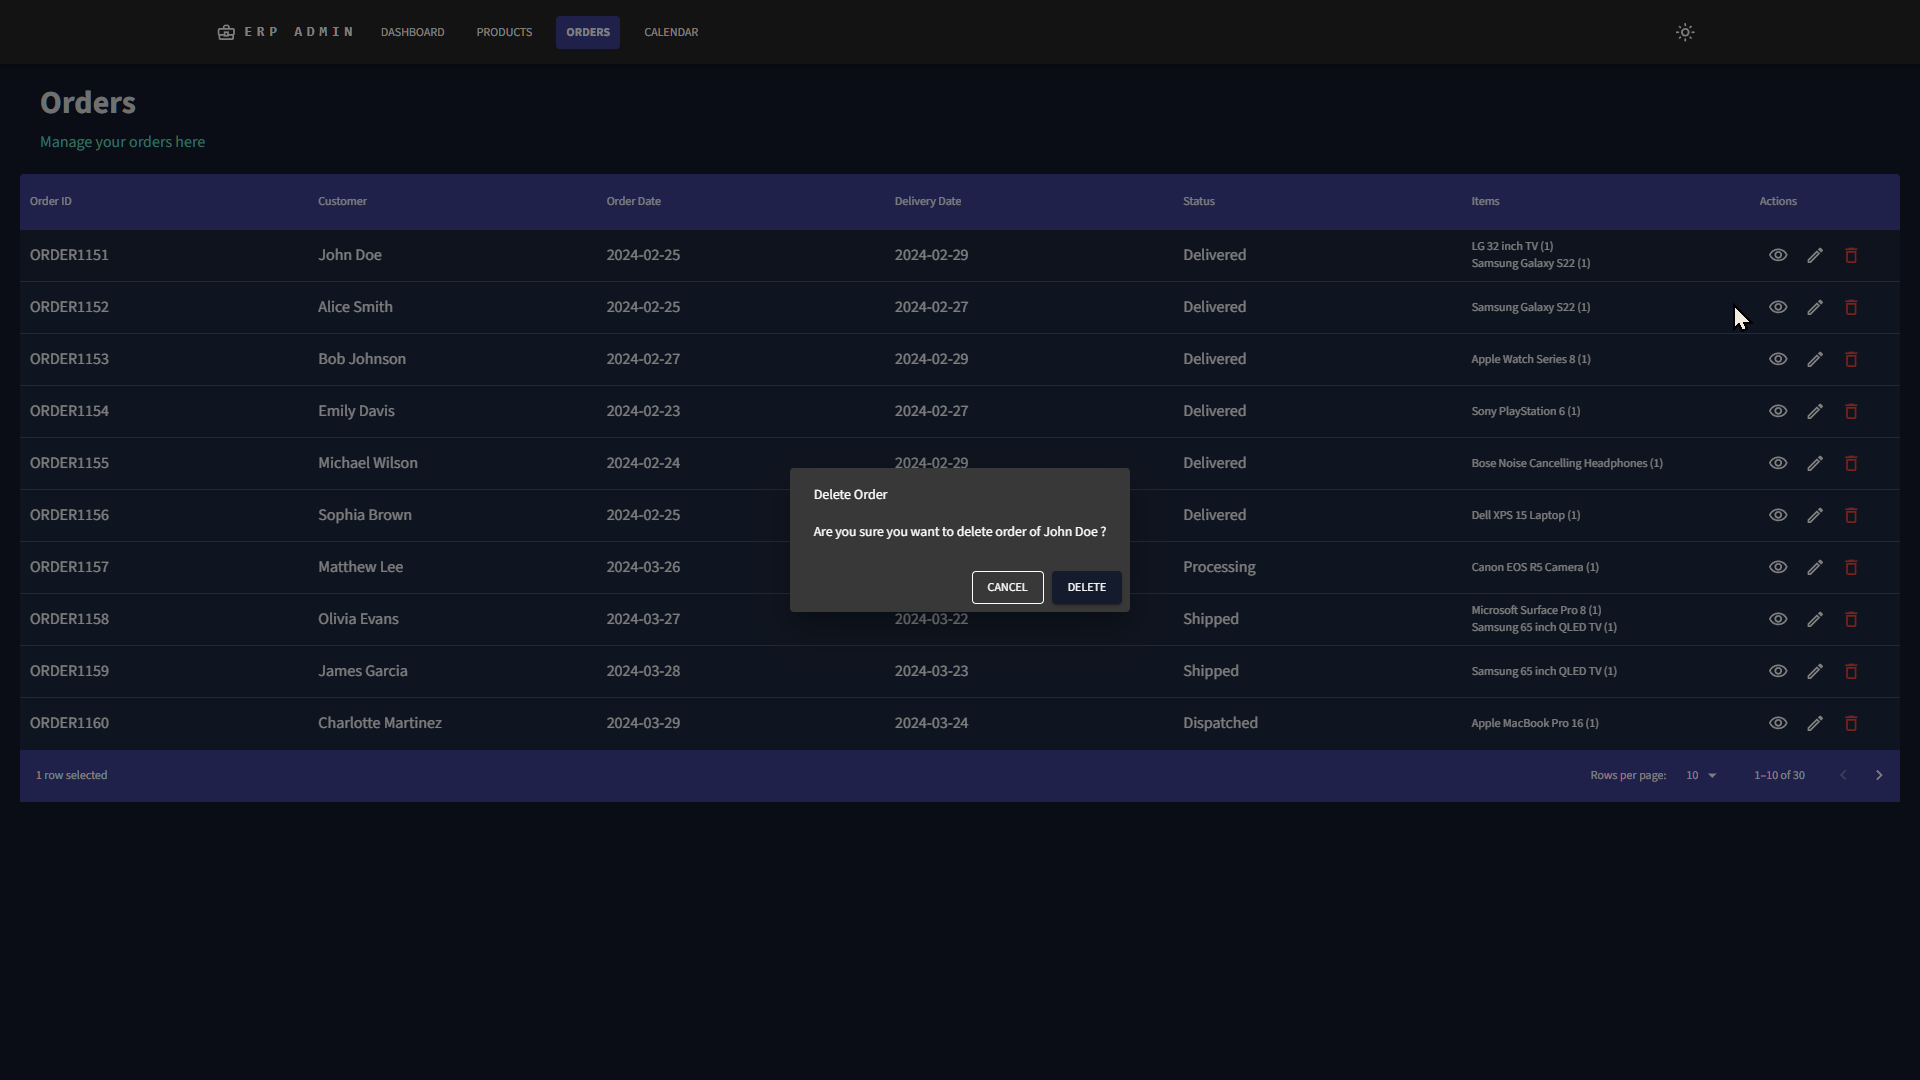 ERP ADMIN DASHBOARD PRODUCTS ORDERS CALENDAR
Orders
Manage your orders here
Order ID Customer Order Date Delivery Date Status Items Actions
ORDER1151 John Doe 2024-02-25 2024-02-29 Delivered LG 32 inch TV (1)
Samsung Galaxy S22 (1)
ORDER1152 Alice Smith 2024-02-25 2024-02-27 Delivered Samsung Galaxy S22 (1)
ORDER1153 Bob Johnson 2024-02-27 2024-02-29 Delivered Apple Watch Series 8 (1)
ORDER1154 Emily Davis 2024-02-23 2024-02-27 Delivered Sony PlayStation 6 (1)
ORDER1155 Michael Wilson 2024-02-24 2024-02-29 Delivered Bose Noise Cancelling Headphones (1)
ORDER1156 Sophia Brown 2024-02-25 Delivered Dell XPS 15 Laptop (1)
ORDER1157 Matthew Lee 2024-03-26 Processing Canon EOS R5 Camera (1)
ORDER1158 Olivia Evans 2024-03-27 2024-03-22 Shipped Microsoft Surface Pro 8 (1)
Samsung 65 inch QLED TV (1)
ORDER1159 James Garcia 2024-03-28 2024-03-23 Shipped Samsung 65 inch QLED TV (1)
ORDER1160 Charlotte Martinez 2024-03-29 2024-03-24 Dispatched Apple MacBook Pro 16 (1)
1 row selected Rows per page: 10 1–10 of 30
Delete Order
Are you sure you want to delete order of John Doe ?
CANCEL DELETE